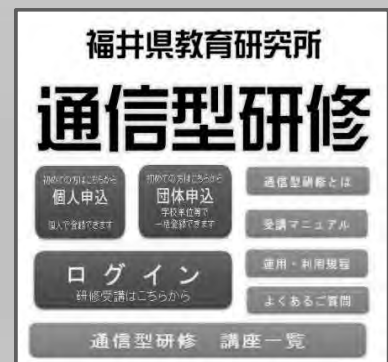 福井県教育研究所
通信型研修
初めての方はこちらから
個人申込
個人で登録できます
初めての方はこちらから
団体申込
学校単位等で
一括登録できます
ログイン
研修受講はこちらから
通信型研修とは
受講マニュアル
運用・利用規程
よくあるご質問
通信型研修 講座一覧